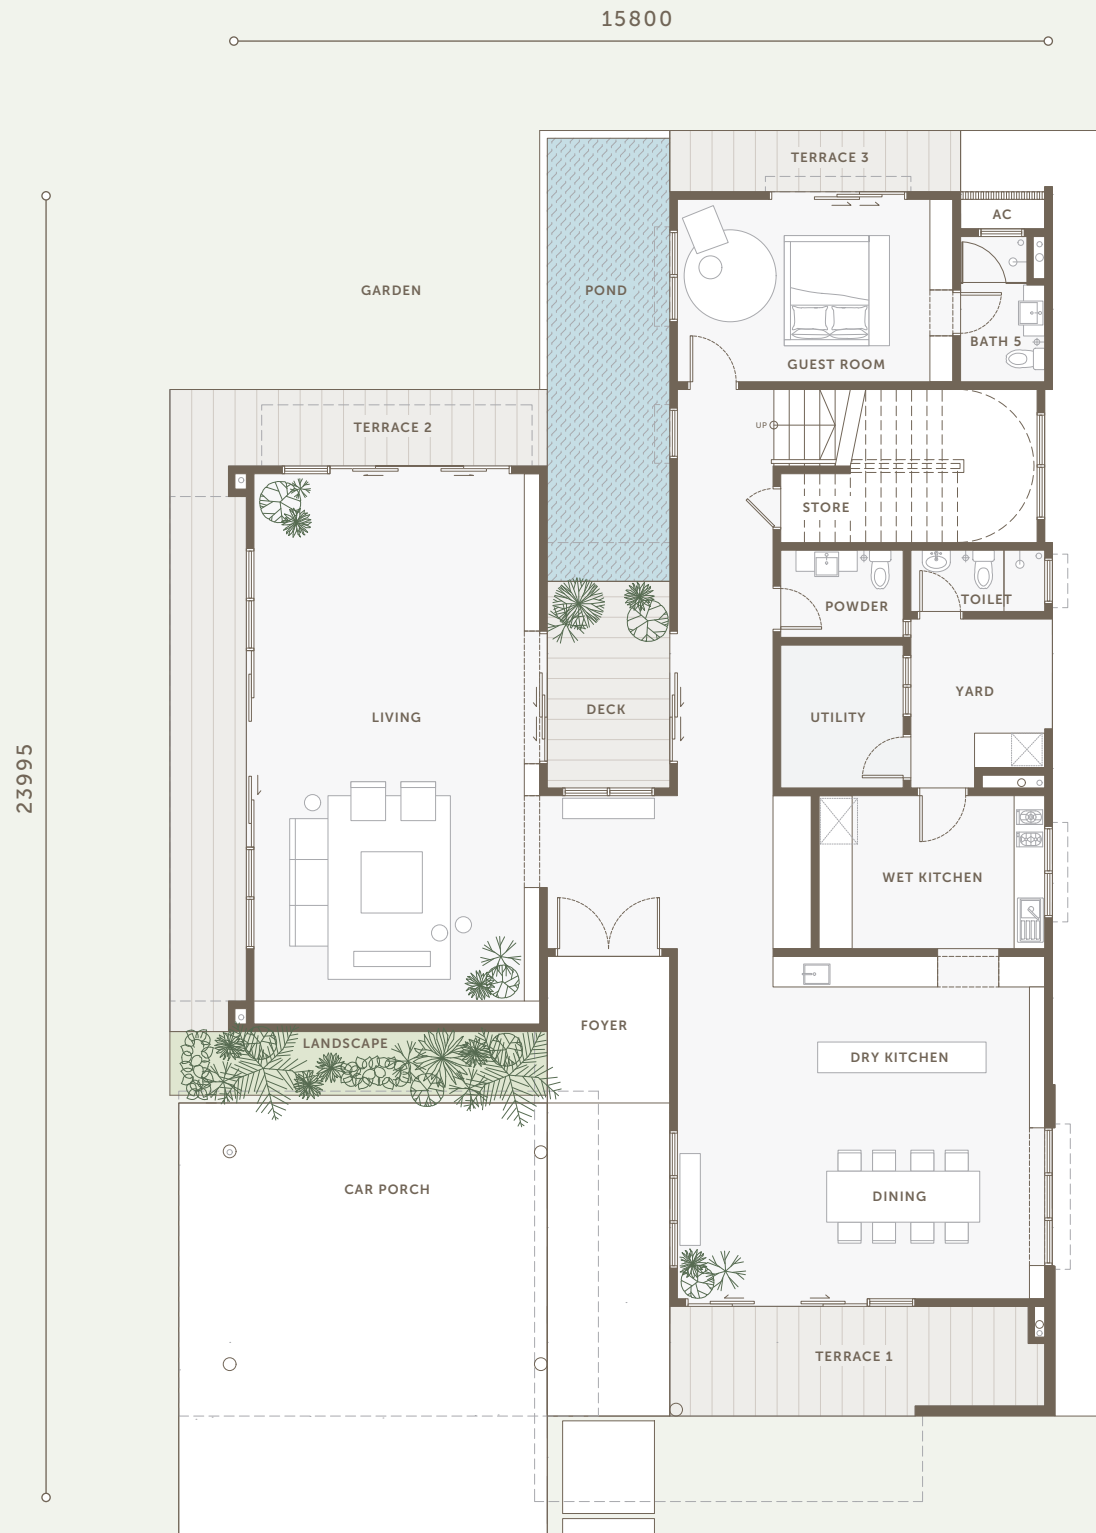 15800
TERRACE 3
AC
GARDEN
POND
BATH 5
GUEST ROOM
TERRACE 2
UP
STORE
POWDER
TOILET
YARD
LIVING
DECK
UTILITY
23995
WET KITCHEN
FOYER
LANDSCAPE
DRY KITCHEN
CAR PORCH
DINING
TERRACE 1